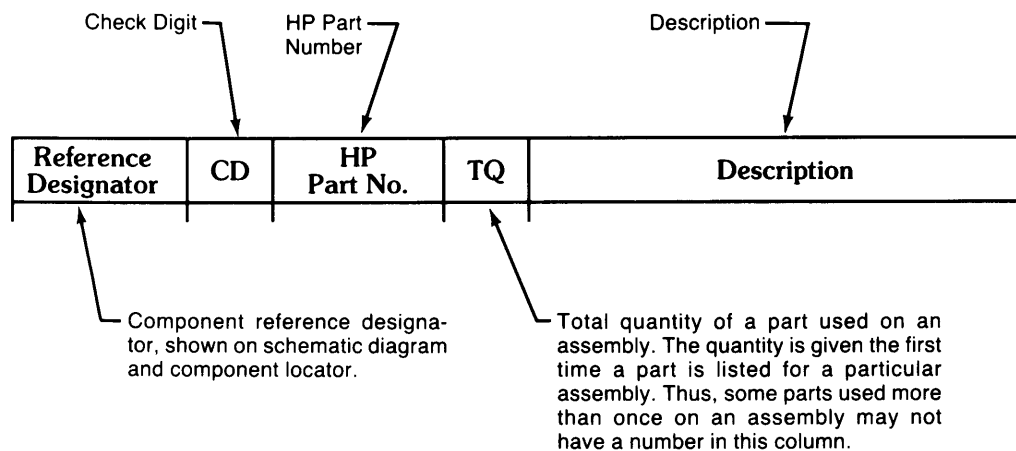 Check Digit
HP Part
Number
Description
Reference
Designator
CD
HP
Part No.
TQ
Description
Component reference designa-
tor, shown on schematic diagram
and component locator.
Total quantity of a part used on an
assembly. The quantity is given the first
time a part is listed for a particular
assembly. Thus, some parts used more
than once on an assembly may not
have a number in this column.